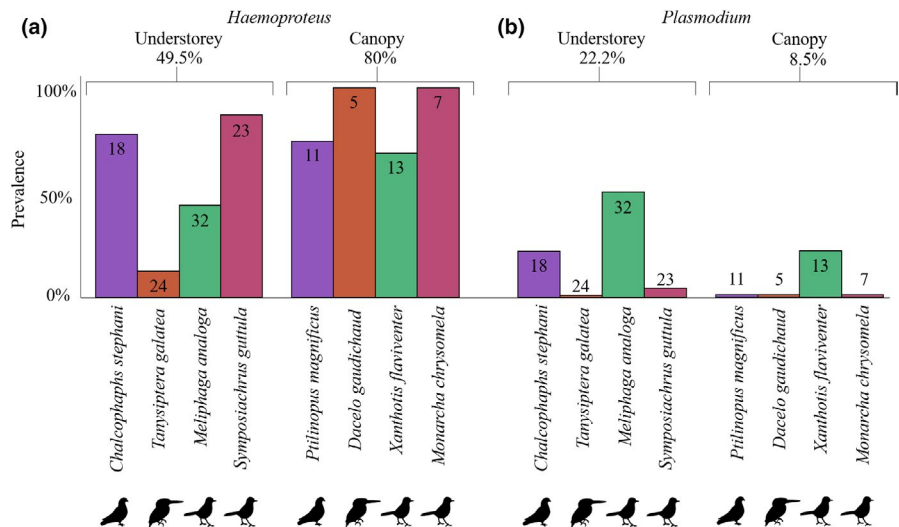 Haemoproteus
Plasmodium
(a)
(b)
Understorey
49.5%
Canopy
80%
Understorey
22.2%
Canopy
8.5%
Prevalence
100%
50%
0%
18
24
32
23
11
5
13
7
18
24
32
23
11
5
13
7
Chalcophaphs stephani
Tanysiptera galatea
Meliphaga analoga
Symposiachrus guttula
Ptilinopus magnificus
Dacelo gaudichaud
Xanthotis flaviventer
Monarcha chrysomela
Chalcophaphs stephani
Tanysiptera galatea
Meliphaga analoga
Symposiachrus guttula
Ptilinopus magnificus
Dacelo gaudichaud
Xanthotis flaviventer
Monarcha chrysomela